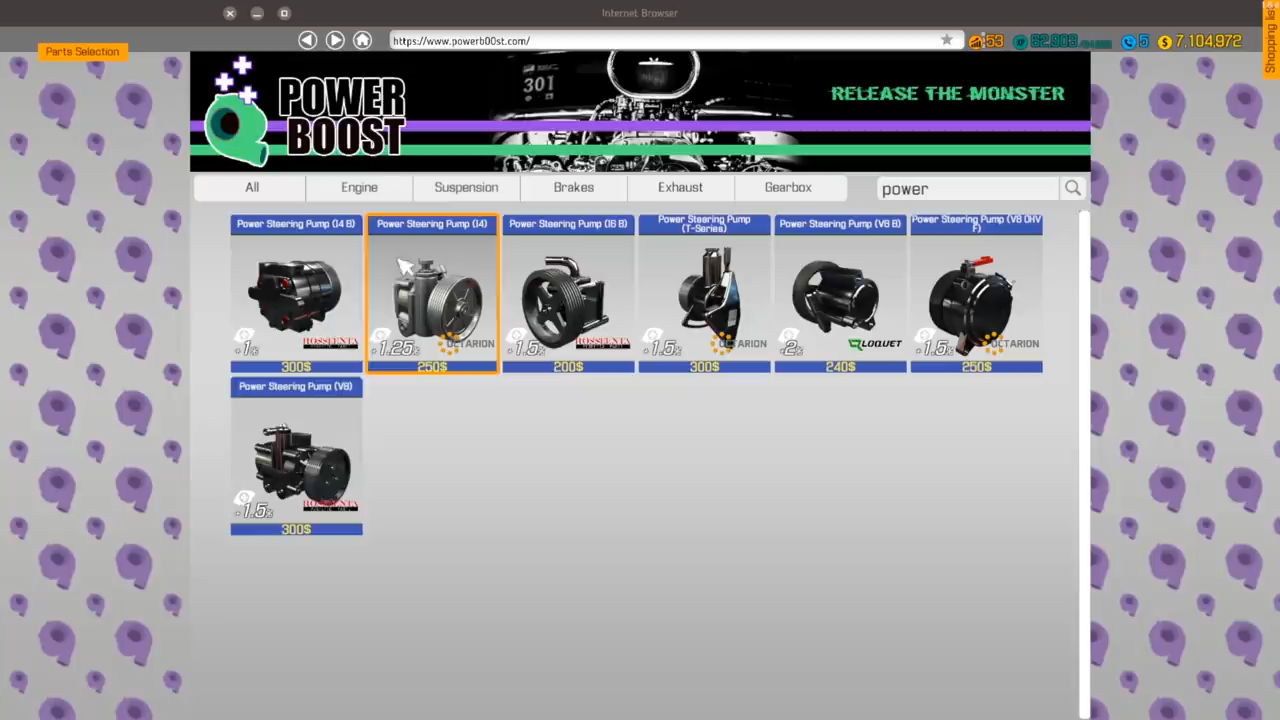 Internet Browser
Parts Selection
https://www.powerb00st.com/
53
5
7,104,972
Shopping list
POWER
BOOST
301
RELEASE THE MONSTER
All
Engine
Suspension
Brakes
Exhaust
Gearbox
power
Power Steering Pump (I4 B)
Power Steering Pump (I4)
Power Steering Pump (I6 B)
Power Steering Pump
(T-Series)
Power Steering Pump (V6 B)
Power Steering Pump (V8 OHV
F)
+1%
+1.25%
OCTARION
+1.5%
+1.5%
OCTARION
+2%
LOQUET
+1.5%
OCTARION
300$
250$
200$
300$
240$
250$
Power Steering Pump (V8)
+1.5%
300$